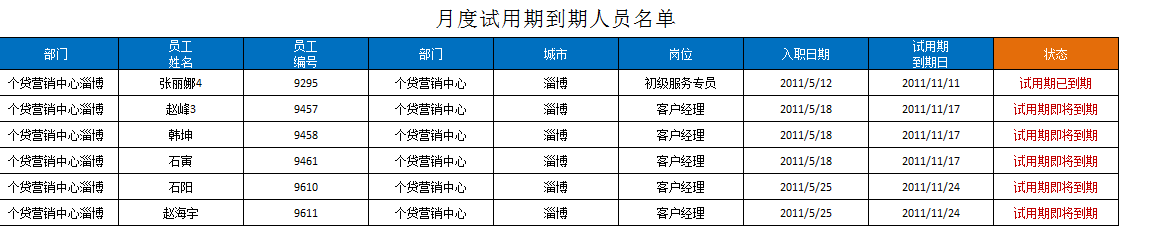 月度试用期到期人员名单
部门 员工姓名 员工编号 部门 城市 岗位 入职日期 试用期到期日 状态
个贷营销中心淄博 张丽娜4 9295 个贷营销中心 淄博 初级服务专员 2011/5/12 2011/11/11 试用期已到期
个贷营销中心淄博 赵峰3 9457 个贷营销中心 淄博 客户经理 2011/5/18 2011/11/17 试用期即将到期
个贷营销中心淄博 韩坤 9458 个贷营销中心 淄博 客户经理 2011/5/18 2011/11/17 试用期即将到期
个贷营销中心淄博 石寅 9461 个贷营销中心 淄博 客户经理 2011/5/18 2011/11/17 试用期即将到期
个贷营销中心淄博 石阳 9610 个贷营销中心 淄博 客户经理 2011/5/25 2011/11/24 试用期即将到期
个贷营销中心淄博 赵海宇 9611 个贷营销中心 淄博 客户经理 2011/5/25 2011/11/24 试用期即将到期